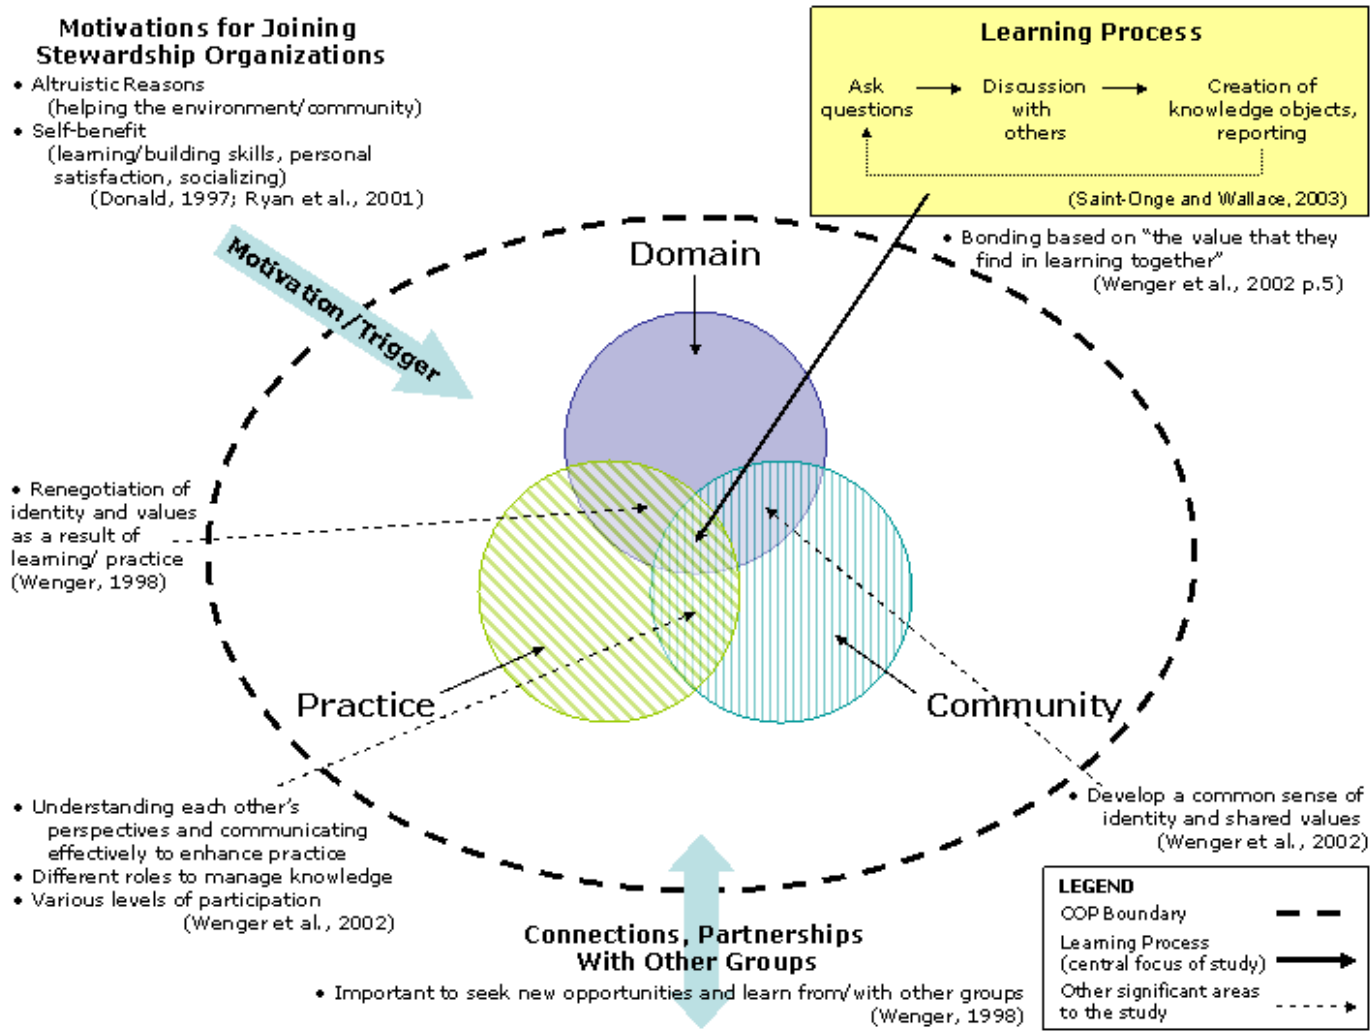 Motivations for Joining
Stewardship Organizations
• Altruistic Reasons
(helping the environment/community)
• Self-benefit
(learning/building skills, personal
satisfaction, socializing)
(Donald, 1997; Ryan et al., 2001)
Learning Process
Ask
questions
Discussion
with
others
Creation of
knowledge objects,
reporting
(Saint-Onge and Wallace, 2003)
• Bonding based on “the value that they
find in learning together”
(Wenger et al., 2002 p.5)
Motivation/Trigger
Domain
• Renegotiation of
identity and values
as a result of
learning/ practice
(Wenger, 1998)
Practice
Community
• Understanding each other’s
perspectives and communicating
effectively to enhance practice
• Different roles to manage knowledge
• Various levels of participation
(Wenger et al., 2002)
• Develop a common sense of
identity and shared values
(Wenger et al., 2002)
Connections, Partnerships
With Other Groups
• Important to seek new opportunities and learn from/with other groups
(Wenger, 1998)
LEGEND
COP Boundary
Learning Process
(central focus of study)
Other significant areas
to the study